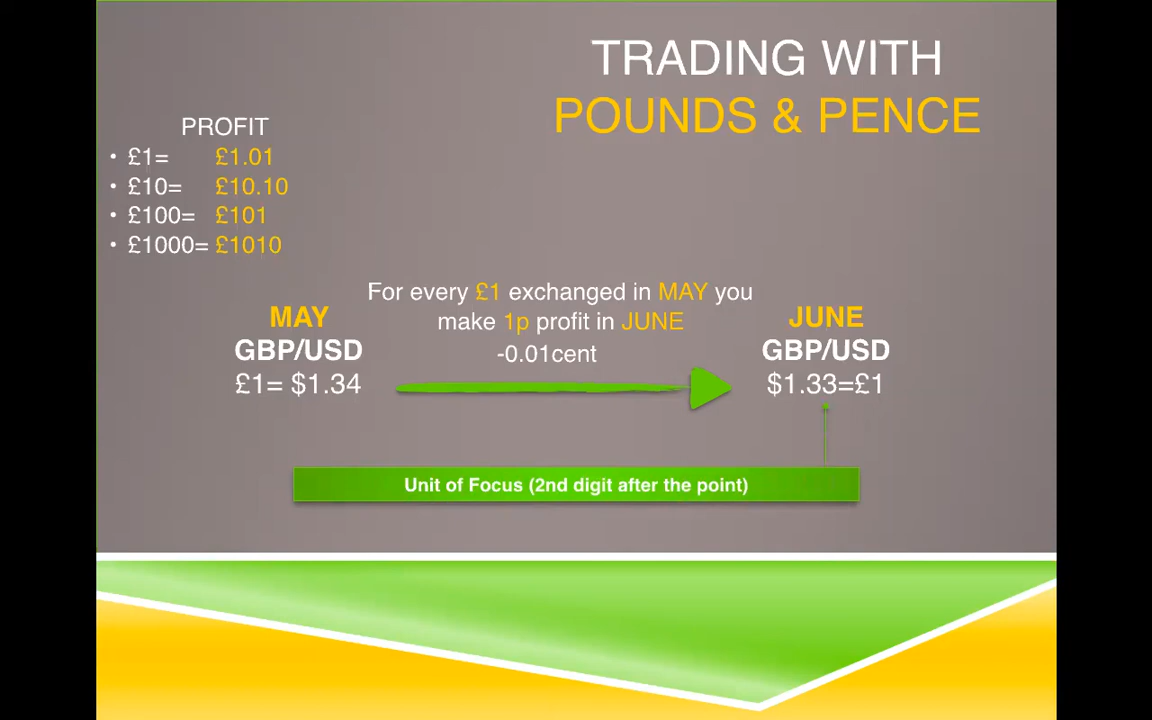 TRADING WITH
POUNDS & PENCE
PROFIT
• £1= £1.01
• £10= £10.10
• £100= £101
• £1000= £1010
For every £1 exchanged in MAY you
make 1p profit in JUNE
-0.01cent
MAY
GBP/USD
£1= $1.34
JUNE
GBP/USD
$1.33=£1
Unit of Focus (2nd digit after the point)